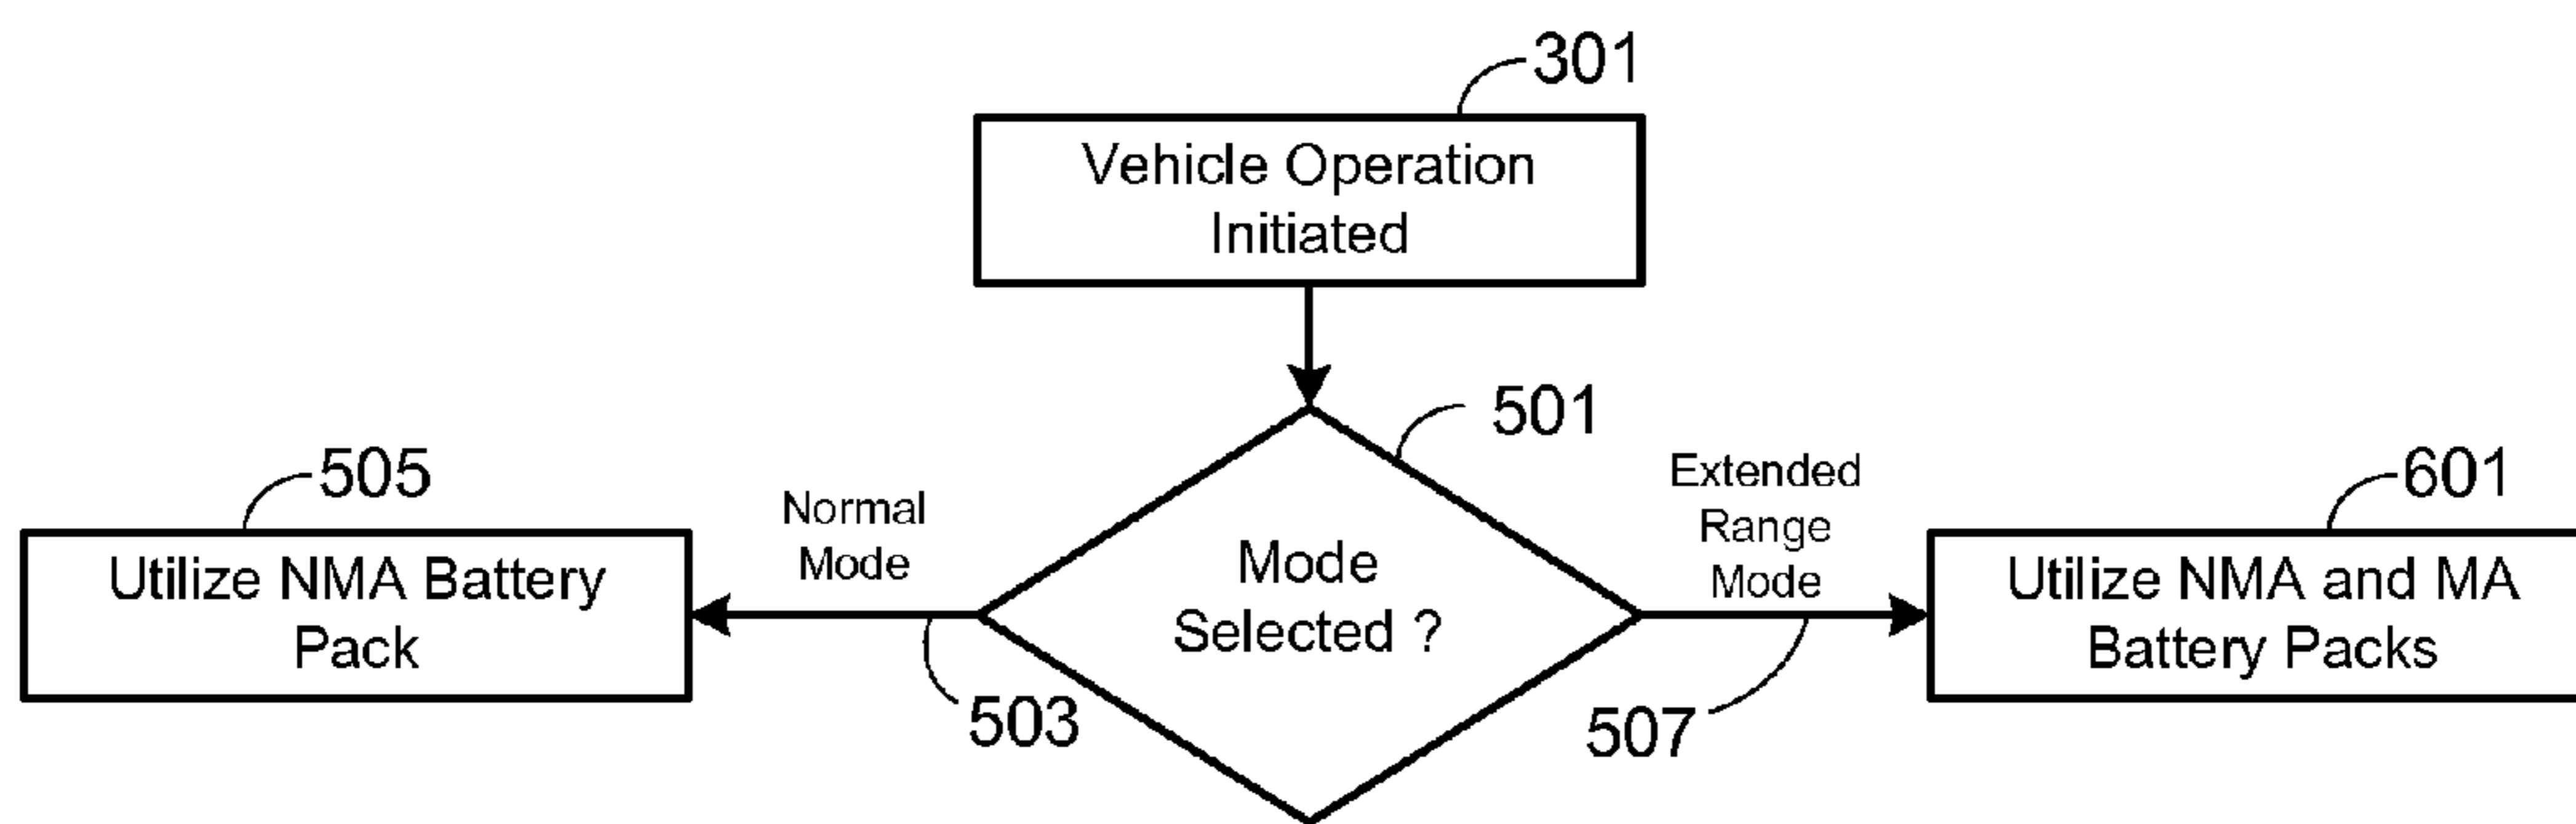 301
Vehicle Operation
Initiated
501
505
Normal
Mode
Extended
Range
Mode
601
Utilize NMA Battery
Pack
Mode
Selected ?
Utilize NMA and MA
Battery Packs
503
507